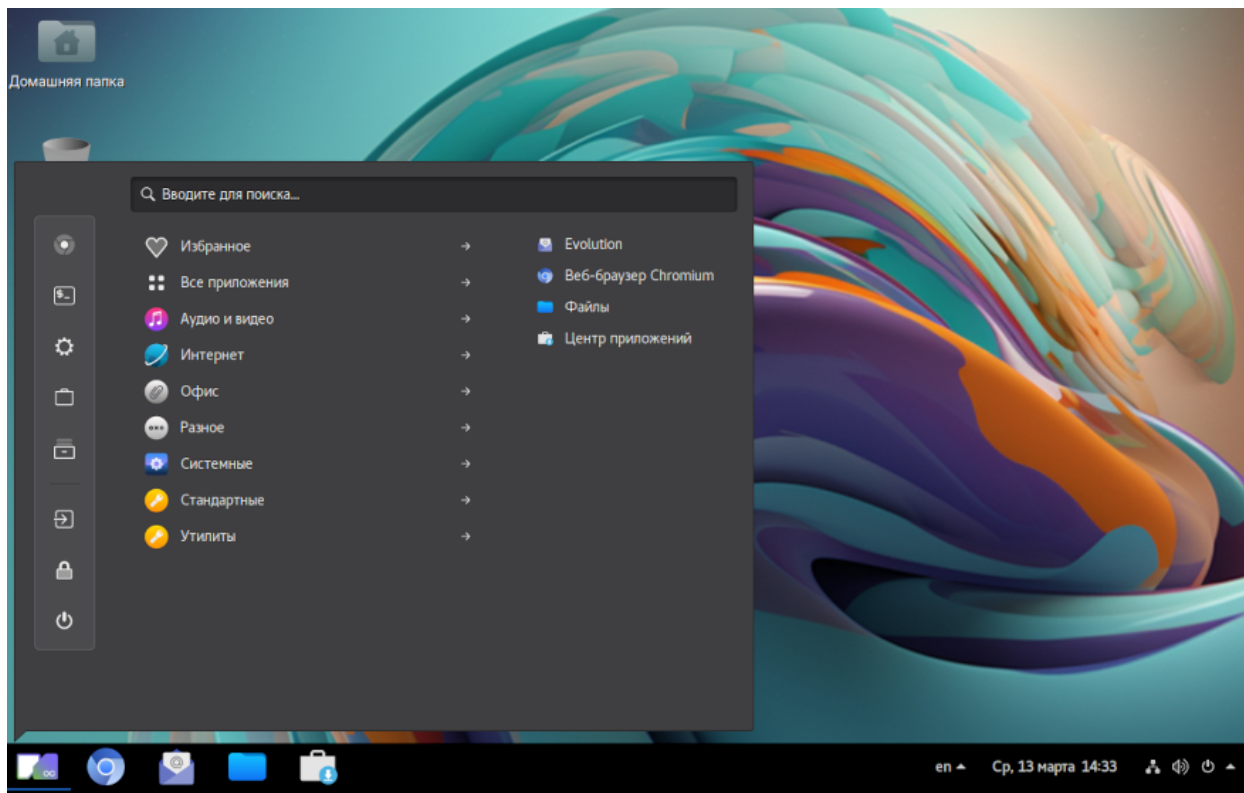 Домашняя папка
Вводите для поиска...
Избранное
Все приложения
Аудио и видео
Интернет
Офис
Разное
Системные
Стандартные
Утилиты
Evolution
Веб-браузер Chromium
Файлы
Центр приложений
en
Ср, 13 марта 14:33